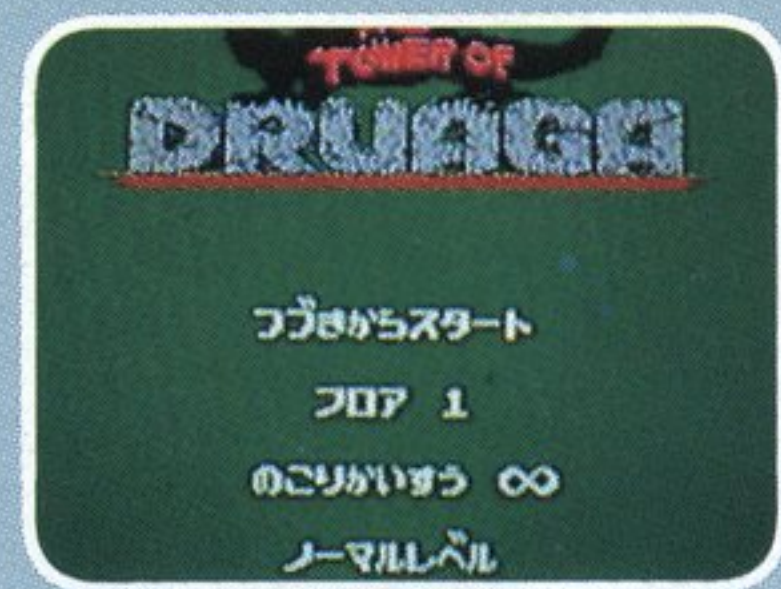 TOWER OF
DRUAGA
つづきからスタート
フロア 1
のこりかいすう ∞
ノーマルレベル